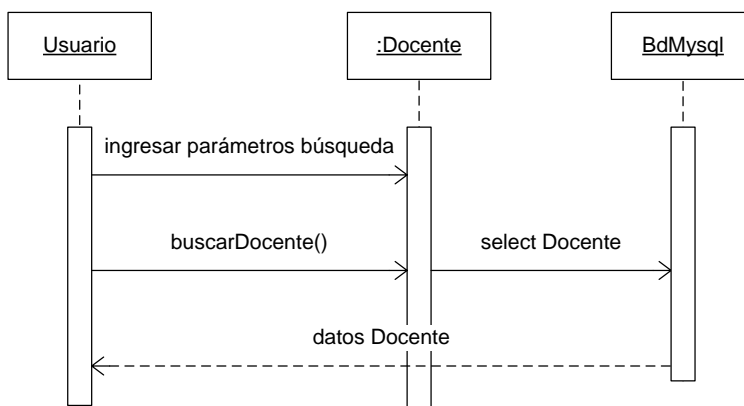 Usuario
:Docente
BdMysql
ingresar parámetros búsqueda
buscarDocente()
select Docente
datos Docente